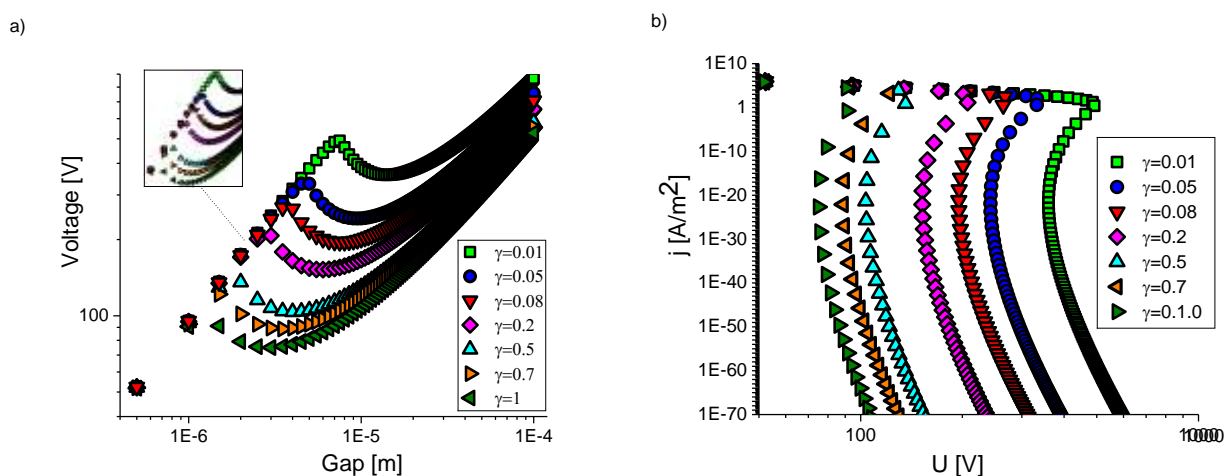 a)
Voltage [V]
100
1E-6
1E-5
1E-4
Gap [m]
γ=0.01
γ=0.05
γ=0.08
γ=0.2
γ=0.5
γ=0.7
γ=1
b)
j [A/m²]
1E10
1
1E-10
1E-20
1E-30
1E-40
1E-50
1E-60
1E-70
100
U [V]
γ=0.01
γ=0.05
γ=0.08
γ=0.2
γ=0.5
γ=0.7
γ=0.1.0